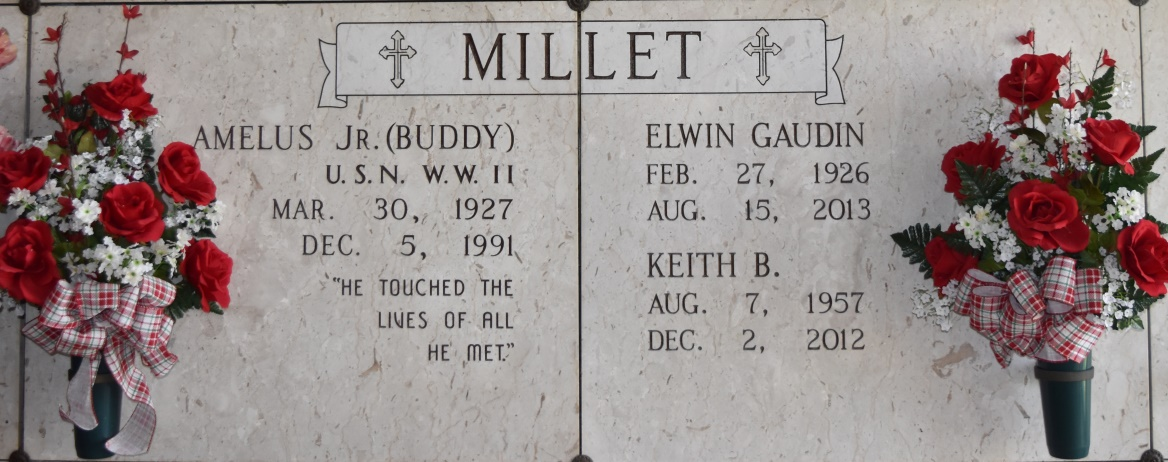 MILLET
AMELUS JR. (BUDDY)
U.S.N. W.W. II
MAR. 30, 1927
DEC. 5, 1991
"HE TOUCHED THE
LIVES OF ALL
HE MET."
ELWIN GAUDIN
FEB. 27, 1926
AUG. 15, 2013
KEITH B.
AUG. 7, 1957
DEC. 2, 2012